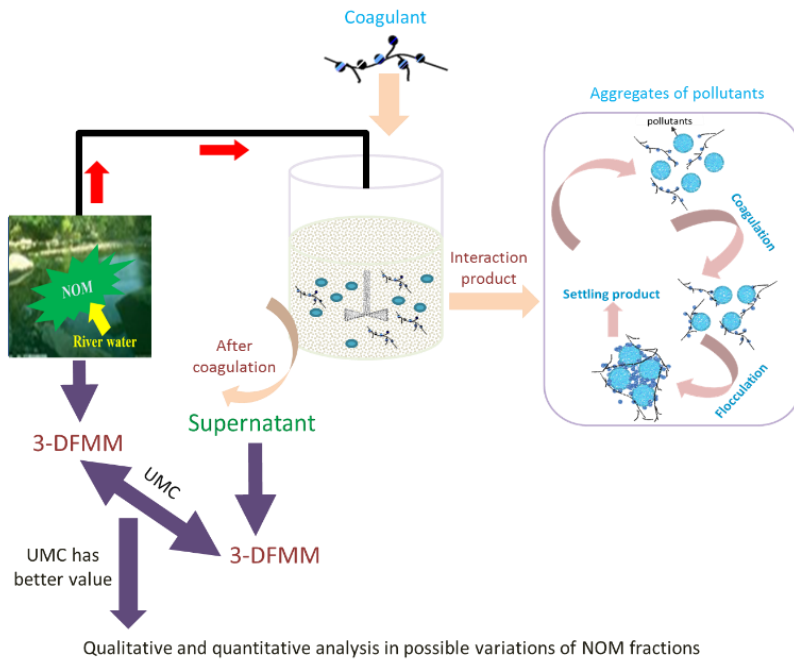 Coagulant
Aggregates of pollutants
pollutants
Coagulation
Interaction
product
Settling product
Flocculation
NOM
River water
After
coagulation
Supernatant
3-DFMM
UMC
3-DFMM
UMC has
better value
Qualitative and quantitative analysis in possible variations of NOM fractions